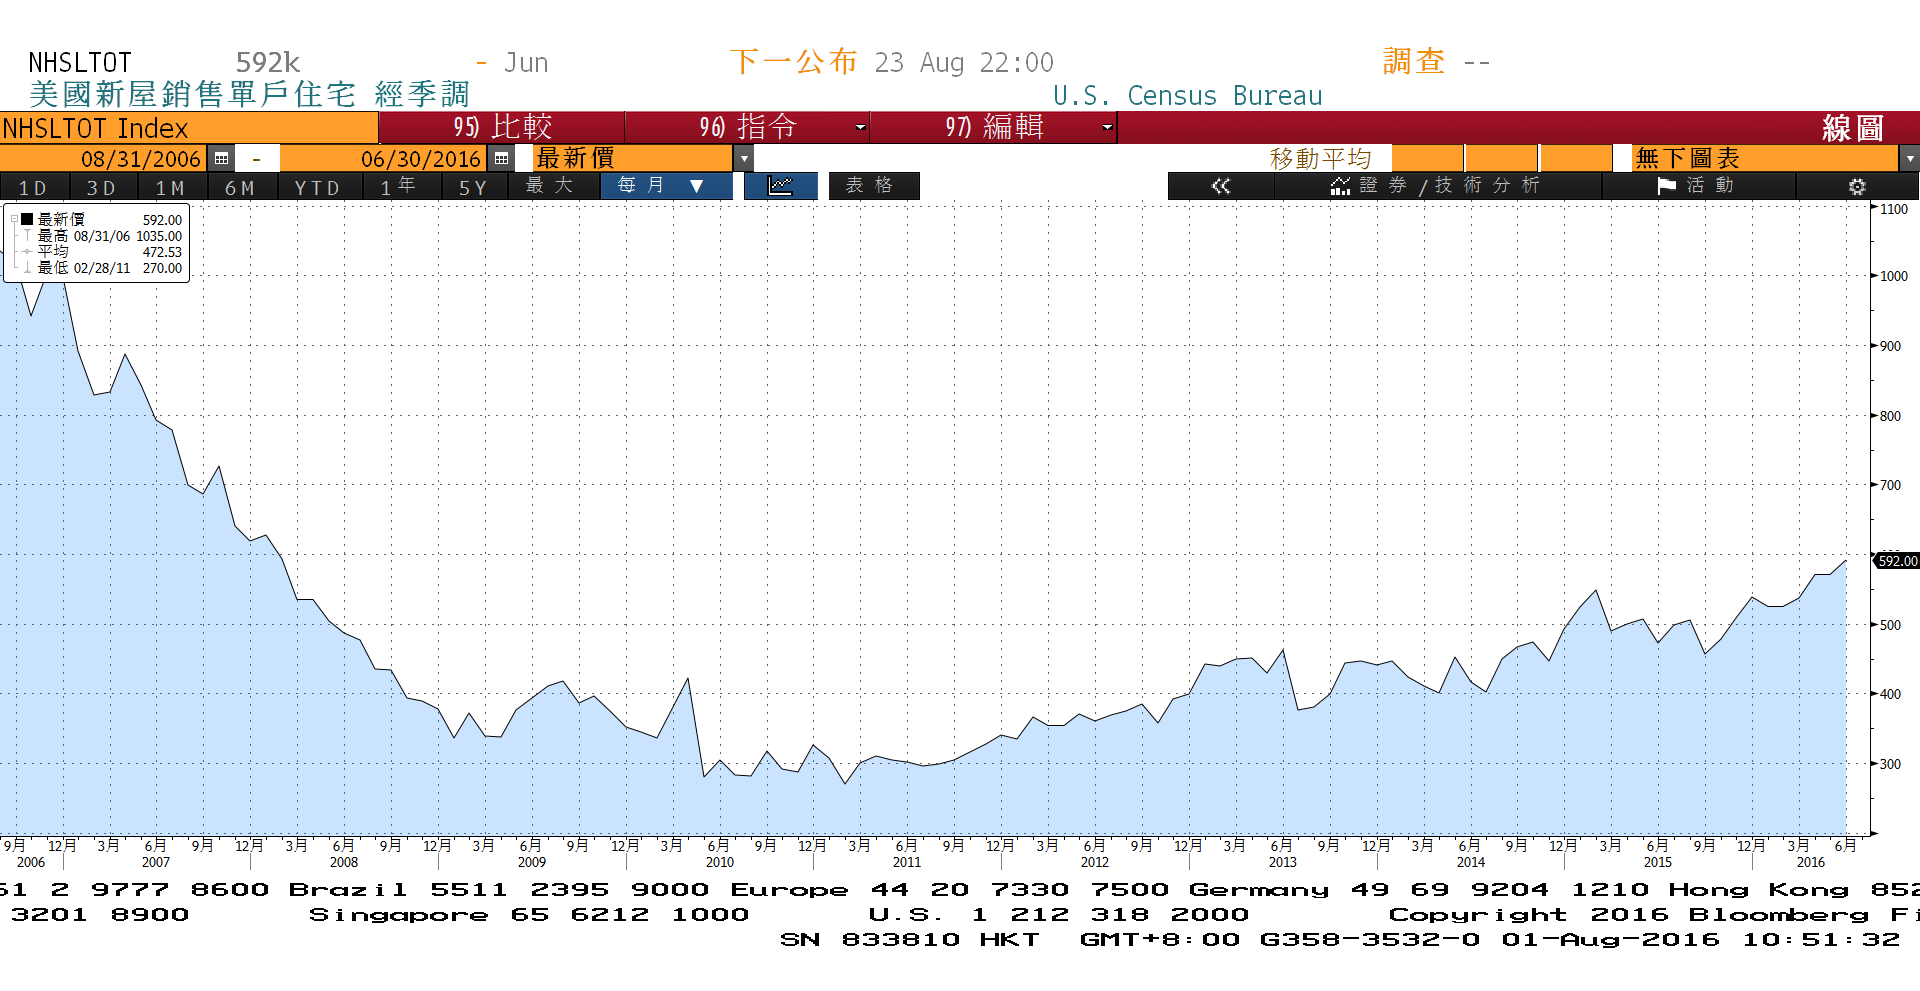 NHSLTOT 592k - Jun 下一公布 23 Aug 22:00 調查 --
美國新屋銷售單戶住宅 經季調 U.S. Census Bureau
NHSLTOT Index 95) 比較 96) 指令 97) 編輯 線圖
08/31/2006 - 06/30/2016 最新價 移動平均 無下圖表
1D 3D 1M 6M YTD 1年 5Y 最大 每月 ▼ 表格 證券/技術分析 活動
最新價 592.00
最高 08/31/06 1035.00
平均 472.53
最低 02/28/11 270.00
1100
1000
900
800
700
592.00
500
400
300
9月 12月 3月 6月 9月 12月 3月 6月 9月 12月 3月 6月 9月 12月 3月 6月 9月 12月 3月 6月 9月 12月 3月 6月 9月 12月 3月 6月 9月 12月 3月 6月 9月 12月 3月 6月 9月 12月 3月 6月
2006 2007 2008 2009 2010 2011 2012 2013 2014 2015 2016
61 2 9777 8600 Brazil 5511 2395 9000 Europe 44 20 7330 7500 Germany 49 69 9204 1210 Hong Kong 852
3201 8900 Singapore 65 6212 1000 U.S. 1 212 318 2000 Copyright 2016 Bloomberg Fi
SN 833810 HKT GMT+8:00 G358-3532-0 01-Aug-2016 10:51:32